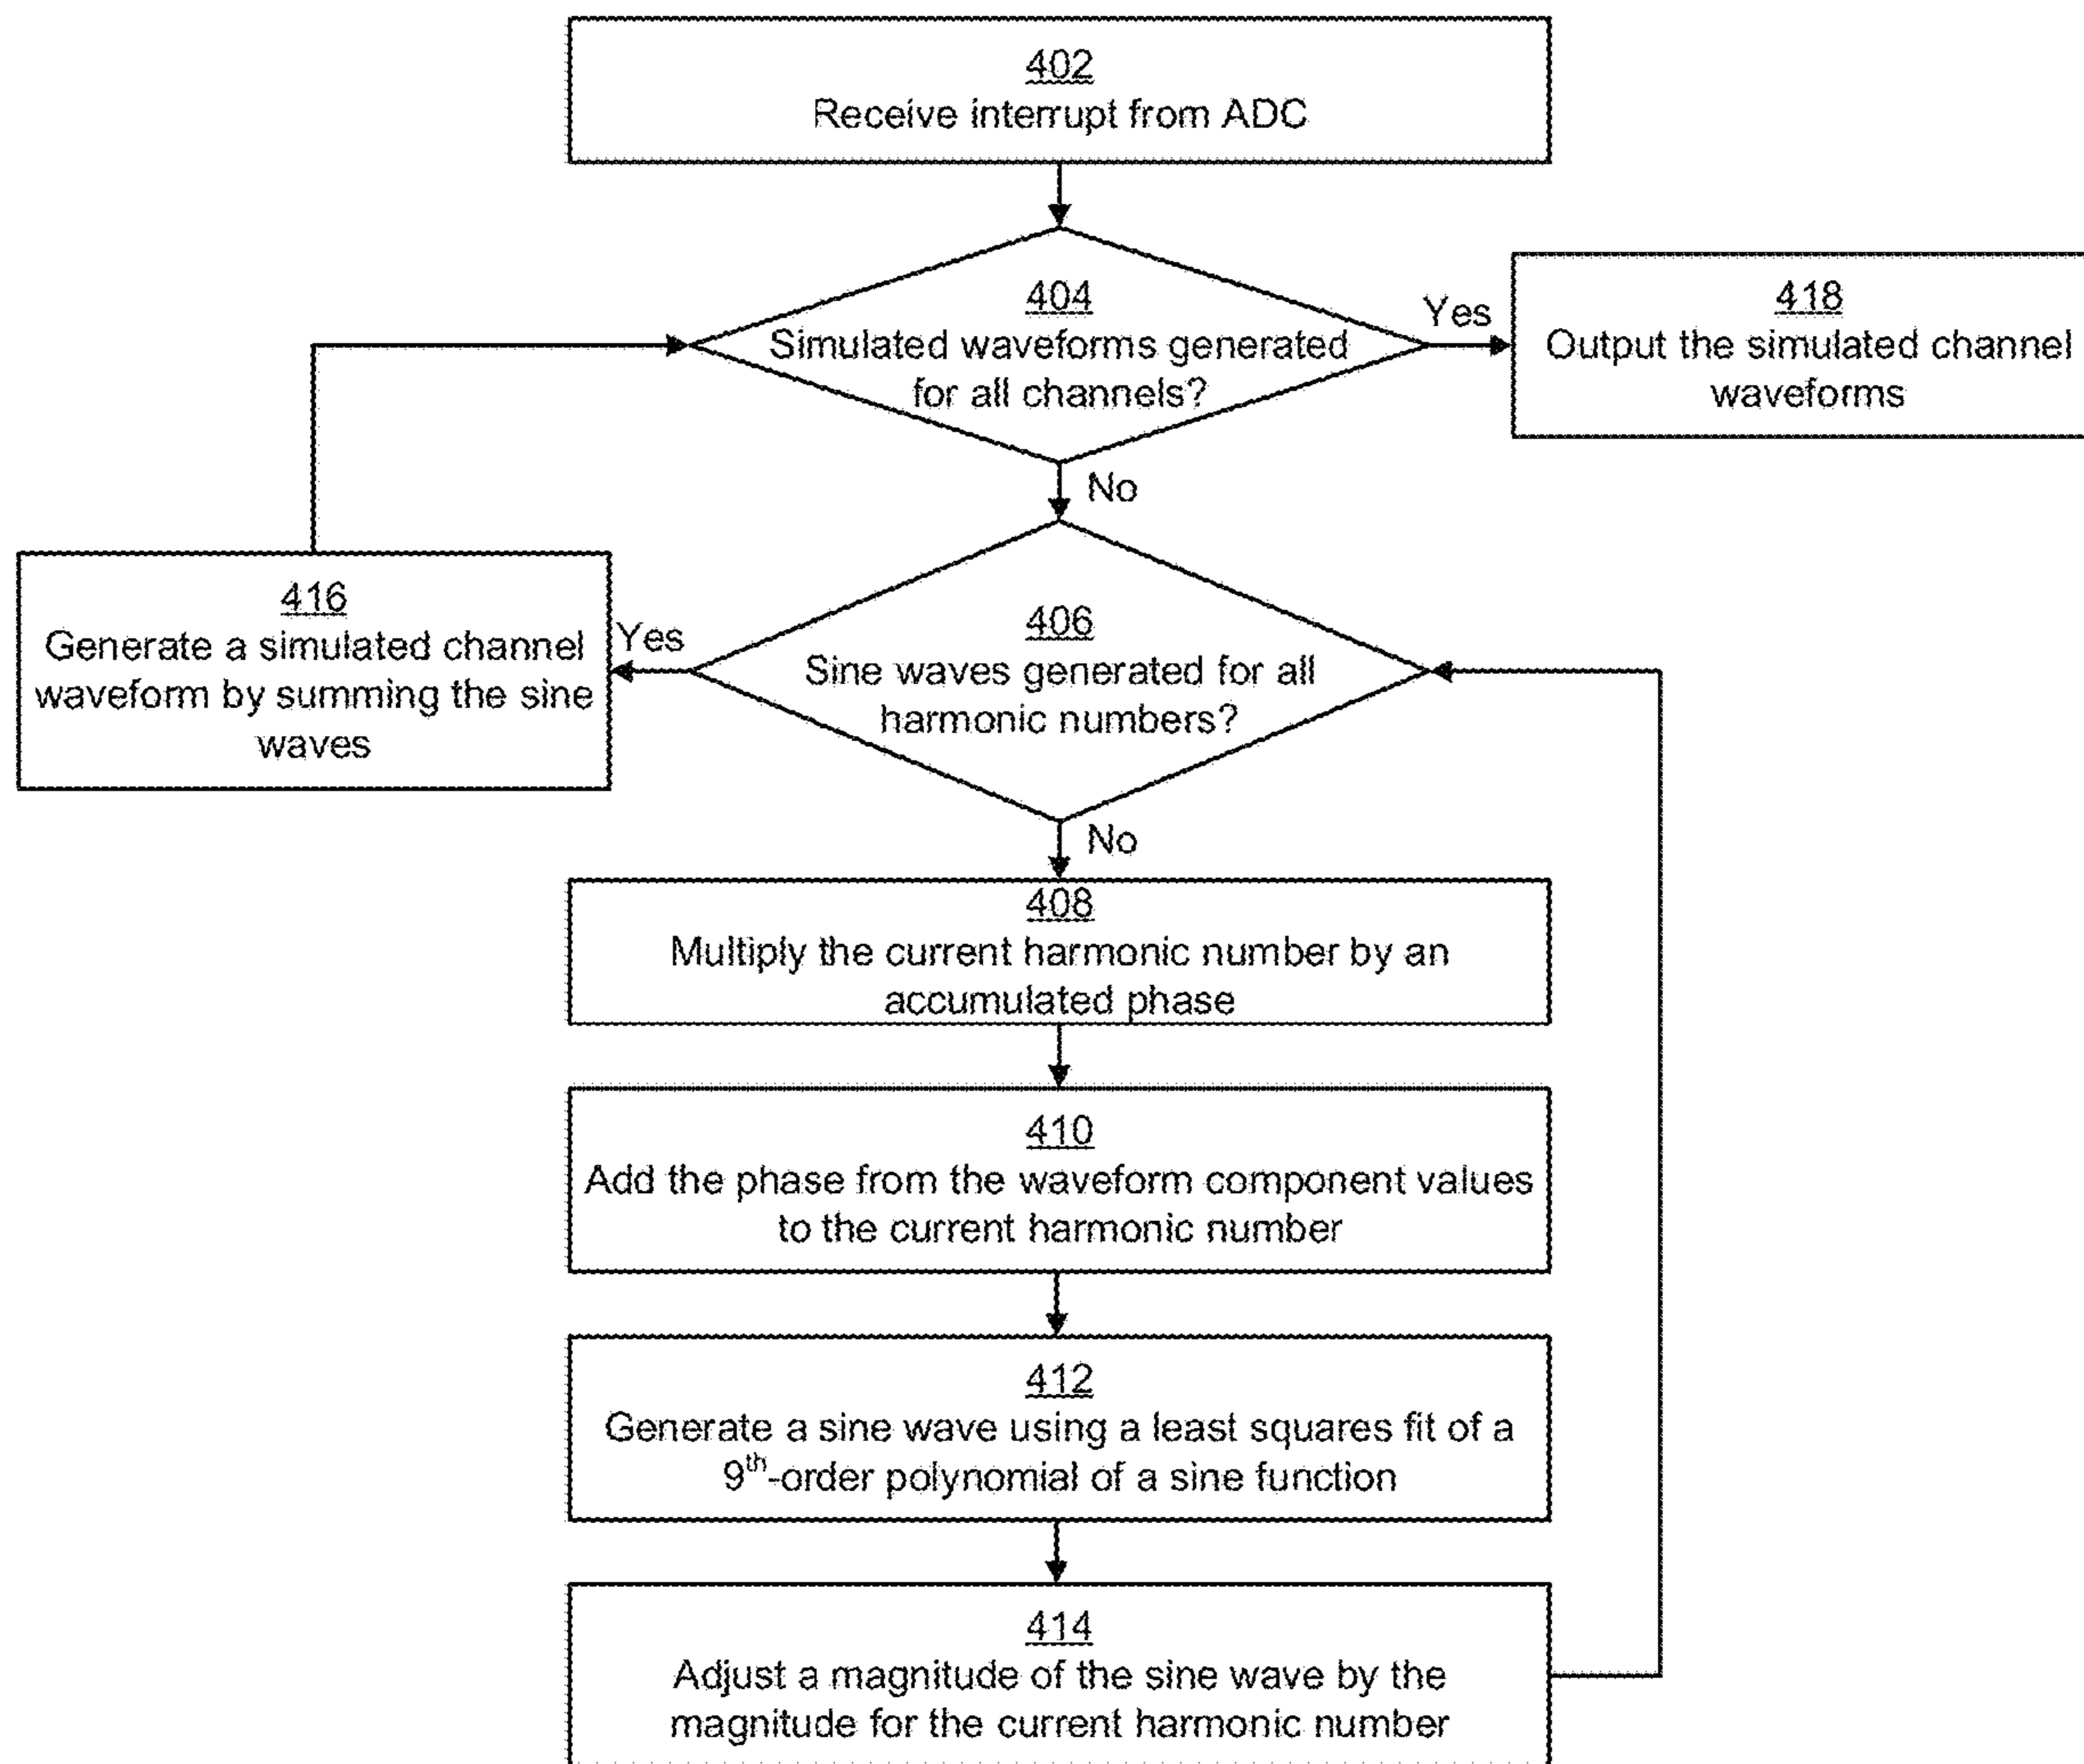 402
Receive interrupt from ADC
404
Simulated waveforms generated
for all channels?
Yes
418
Output the simulated channel
waveforms
No
416
Generate a simulated channel
waveform by summing the sine
waves
Yes
406
Sine waves generated for all
harmonic numbers?
No
408
Multiply the current harmonic number by an
accumulated phase
410
Add the phase from the waveform component values
to the current harmonic number
412
Generate a sine wave using a least squares fit of a
9th-order polynomial of a sine function
414
Adjust a magnitude of the sine wave by the
magnitude for the current harmonic number